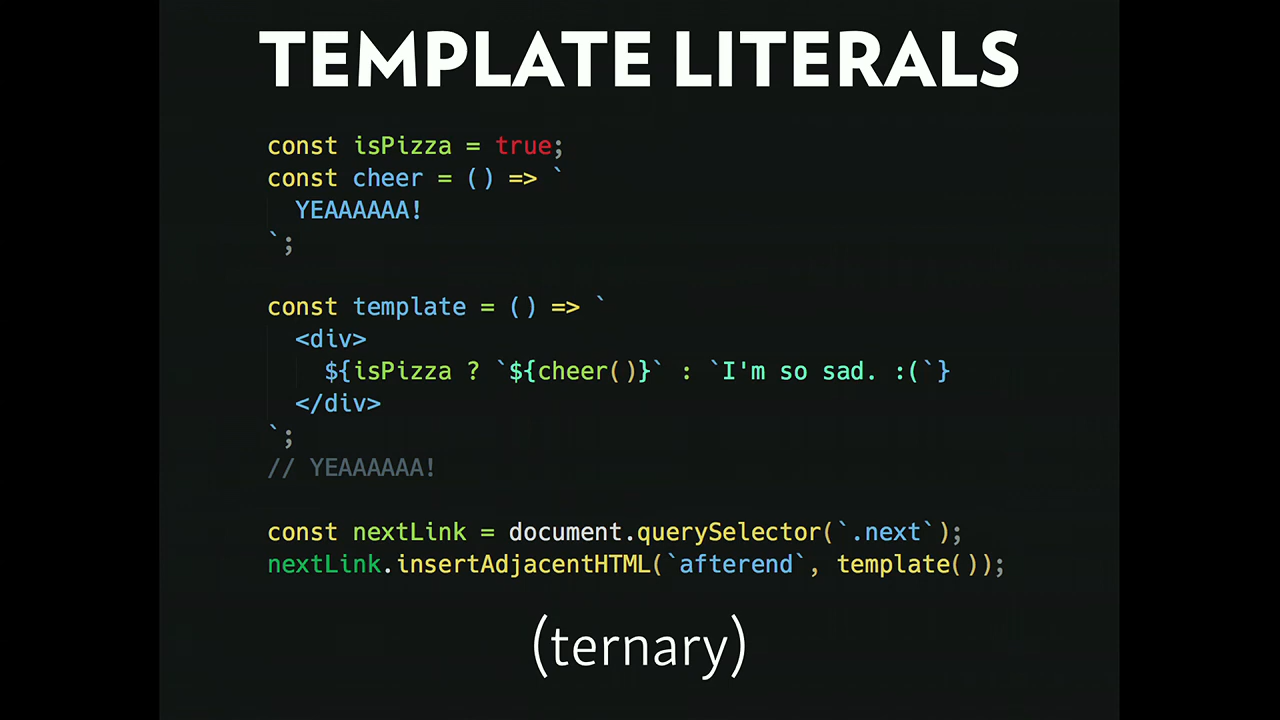 TEMPLATE LITERALS
const isPizza = true;
const cheer = () => `
YEAAAAAA!
`;
const template = () => `
<div>
${isPizza ? `${cheer()}` : `I'm so sad. :(`}
</div>
`;
// YEAAAAAA!
const nextLink = document.querySelector(`.next`);
nextLink.insertAdjacentHTML(`afterend`, template());
(ternary)